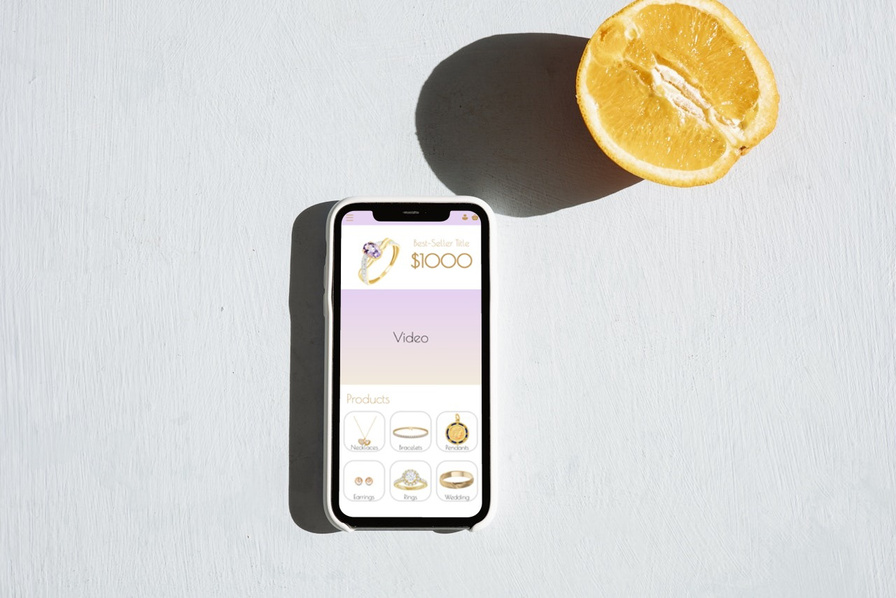 Best-Seller Title
$1000
Video
Products
Necklaces
Bracelets
Pendants
Earrings
Rings
Wedding